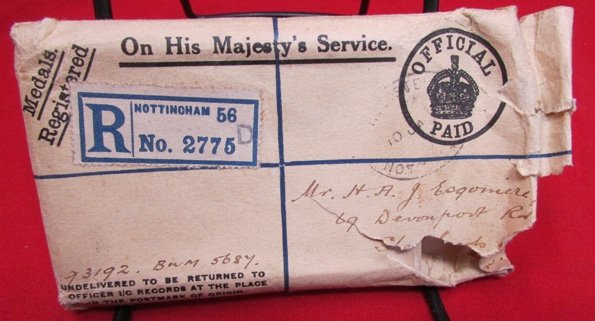 On His Majesty's Service.
Medals.
Registered
OFFICIAL
PAID
R
NOTTINGHAM 56
No. 2775 D
Mr. H. A. J.
69 Devonport Rd
93192. BWM 5687.
UNDELIVERED TO BE RETURNED TO
OFFICER I/C RECORDS AT THE PLACE
THE POSTMARK OF ORIGIN.